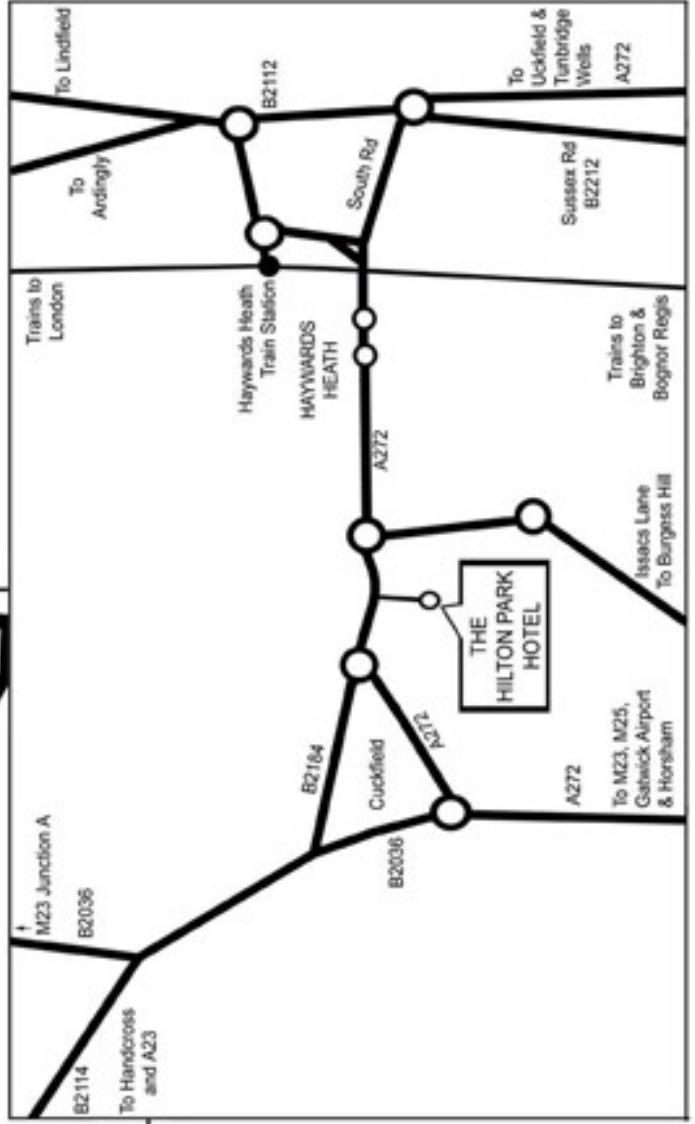 To Lindfield
To
Ardingly
B2112
South Rd
To
Uckfield &
Tunbridge
Wells
A272
Sussex Rd
B2212
Trains to
London
Haywards Heath
Train Station
HAYWARDS
HEATH
Trains to
Brighton &
Bognor Regis
A272
Issacs Lane
To Burgess Hill
THE
HILTON PARK
HOTEL
B2184
Cuckfield
A272
B2036
A272
To M23, M25,
Gatwick Airport
& Horsham
M23 Junction A
B2036
B2114
To Handcross
and A23